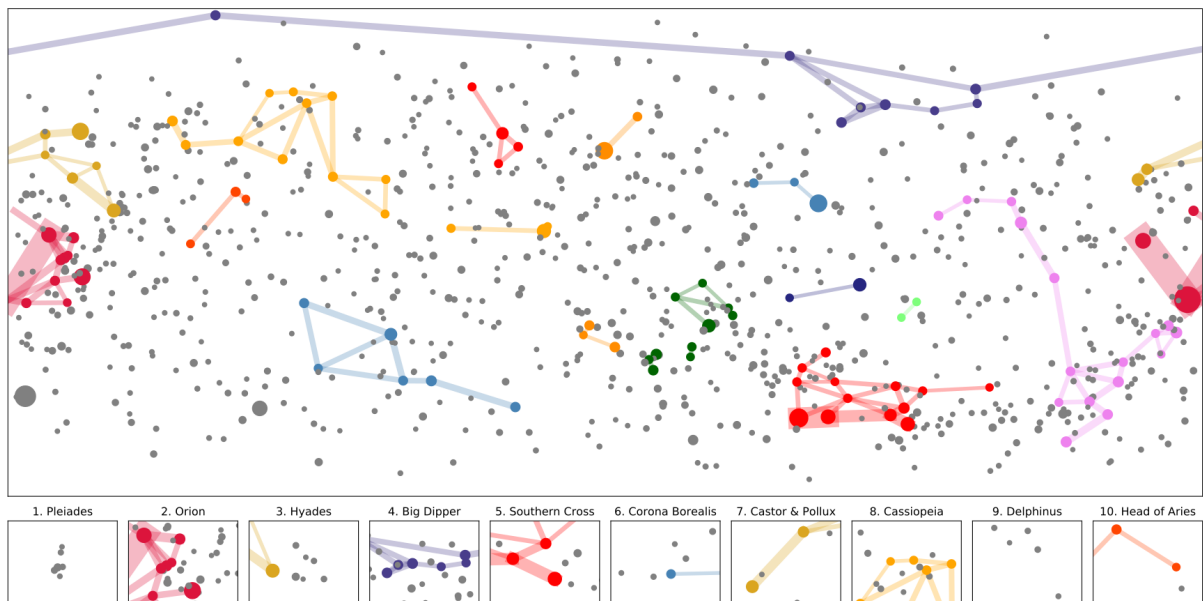 1. Pleiades
2. Orion
3. Hyades
4. Big Dipper
5. Southern Cross
6. Corona Borealis
7. Castor & Pollux
8. Cassiopeia
9. Delphinus
10. Head of Aries